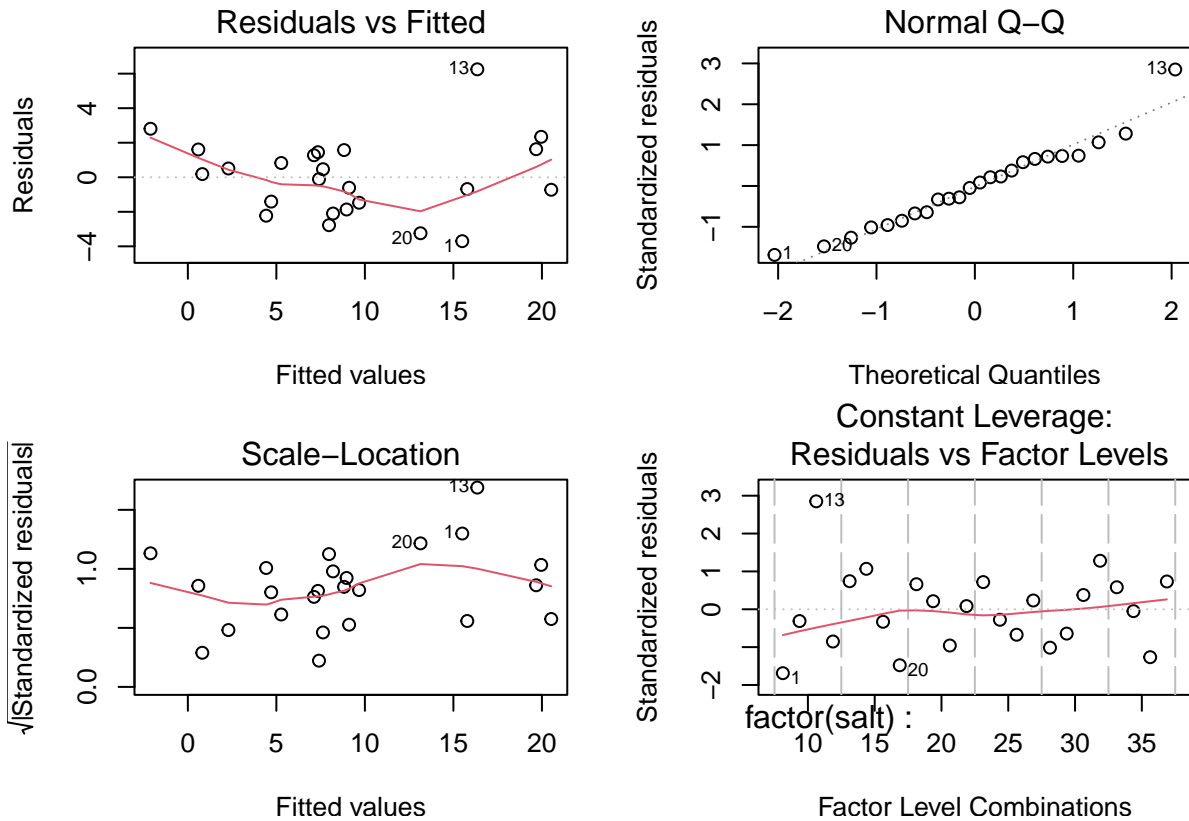 Residuals vs Fitted
Residuals
4
0
−4
13
20
1
0 5 10 15 20
Fitted values
Normal Q−Q
Standardized residuals
3
2
1
−1
13
1
20
−2 −1 0 1 2
Theoretical Quantiles
Scale−Location
√|Standardized residuals|
1.0
0.0
13
20
1
0 5 10 15 20
Fitted values
Constant Leverage:
Residuals vs Factor Levels
Standardized residuals
3
2
1
0
−2
13
1
20
factor(salt) :
10 15 20 25 30 35
Factor Level Combinations